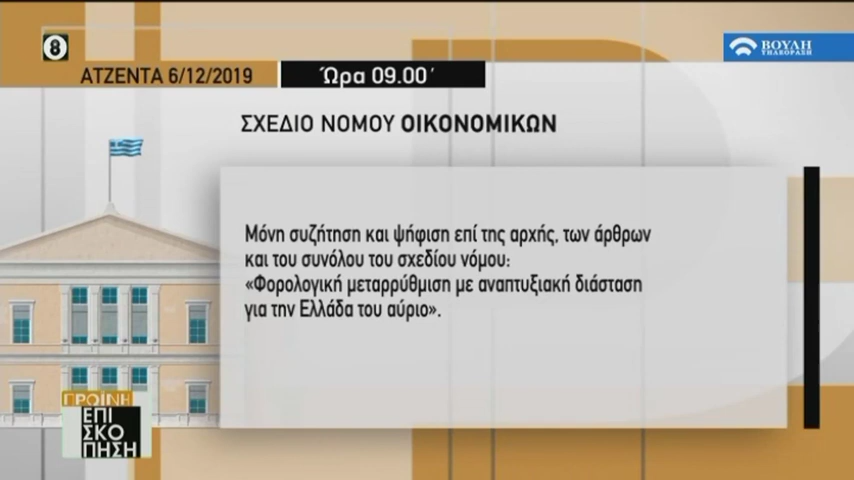 8
ΒΟΥΛΗ
ΤΗΛΕΟΡΑΣΗ
ΑΤΖΕΝΤΑ 6/12/2019
Ώρα 09.00΄
ΣΧΕΔΙΟ ΝΟΜΟΥ ΟΙΚΟΝΟΜΙΚΩΝ
Μόνη συζήτηση και ψήφιση επί της αρχής, των άρθρων
και του συνόλου του σχεδίου νόμου:
«Φορολογική μεταρρύθμιση με αναπτυξιακή διάσταση
για την Ελλάδα του αύριο».
ΠΡΩΪΝΗ
ΕΠΙ
ΣΚΟ
ΠΗΣΗ